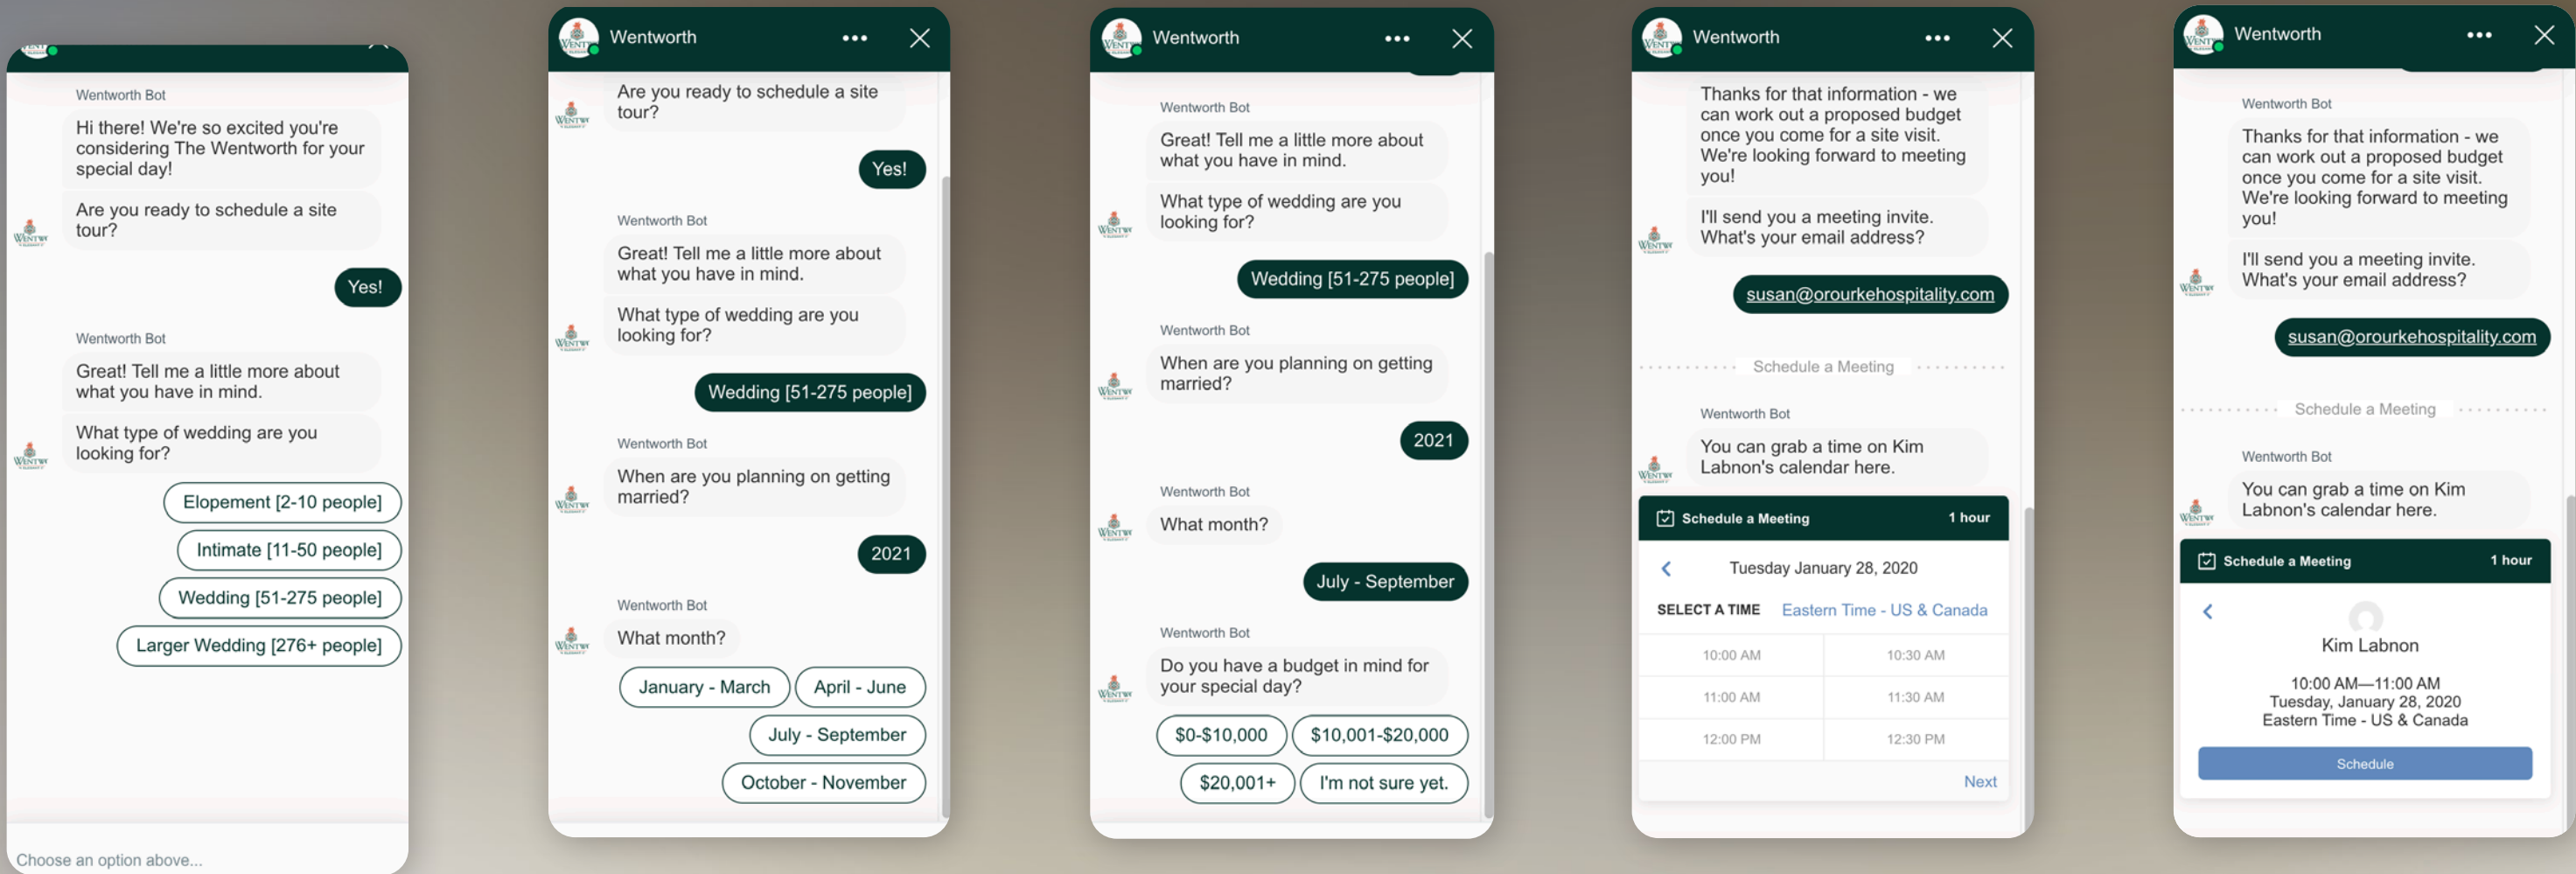 Wentworth Bot
Hi there! We're so excited you're
considering The Wentworth for your
special day!
Are you ready to schedule a site
tour?
Yes!
Wentworth Bot
Great! Tell me a little more about
what you have in mind.
What type of wedding are you
looking for?
Elopement [2-10 people]
Intimate [11-50 people]
Wedding [51-275 people]
Larger Wedding [276+ people]
Choose an option above...
Wentworth
Are you ready to schedule a site
tour?
Yes!
Wentworth Bot
Great! Tell me a little more about
what you have in mind.
What type of wedding are you
looking for?
Wedding [51-275 people]
Wentworth Bot
When are you planning on getting
married?
2021
Wentworth Bot
What month?
January - March
April - June
July - September
October - November
Wentworth
Wentworth Bot
Great! Tell me a little more about
what you have in mind.
What type of wedding are you
looking for?
Wedding [51-275 people]
Wentworth Bot
When are you planning on getting
married?
2021
Wentworth Bot
What month?
July - September
Wentworth Bot
Do you have a budget in mind for
your special day?
$0-$10,000
$10,001-$20,000
$20,001+
I'm not sure yet.
Wentworth
Thanks for that information - we
can work out a proposed budget
once you come for a site visit.
We're looking forward to meeting
you!
I'll send you a meeting invite.
What's your email address?
susan@orourkehospitality.com
Schedule a Meeting
Wentworth Bot
You can grab a time on Kim
Labnon's calendar here.
Schedule a Meeting 1 hour
Tuesday January 28, 2020
SELECT A TIME Eastern Time - US & Canada
10:00 AM 10:30 AM
11:00 AM 11:30 AM
12:00 PM 12:30 PM
Next
Wentworth
Wentworth Bot
Thanks for that information - we
can work out a proposed budget
once you come for a site visit.
We're looking forward to meeting
you!
I'll send you a meeting invite.
What's your email address?
susan@orourkehospitality.com
Schedule a Meeting
Wentworth Bot
You can grab a time on Kim
Labnon's calendar here.
Schedule a Meeting 1 hour
Kim Labnon
10:00 AM—11:00 AM
Tuesday, January 28, 2020
Eastern Time - US & Canada
Schedule